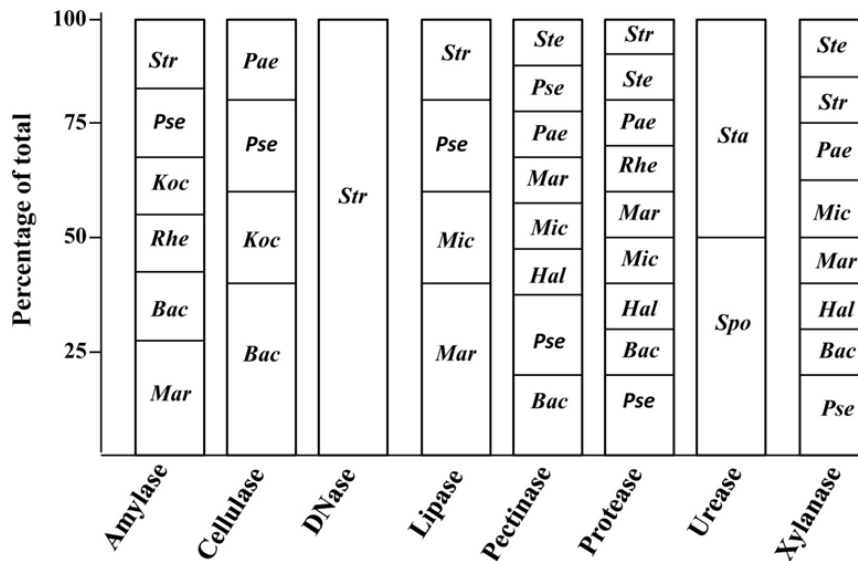 Percentage of total
100
75
50
25
Str
Pse
Koc
Rhe
Bac
Mar
Pae
Pse
Koc
Bac
Str
Str
Pse
Mic
Mar
Ste
Pse
Pae
Mar
Mic
Hal
Pse
Bac
Str
Ste
Pae
Rhe
Mar
Mic
Hal
Bac
Pse
Sta
Spo
Ste
Str
Pae
Mic
Mar
Hal
Bac
Pse
Amylase
Cellulase
DNase
Lipase
Pectinase
Protease
Urease
Xylanase